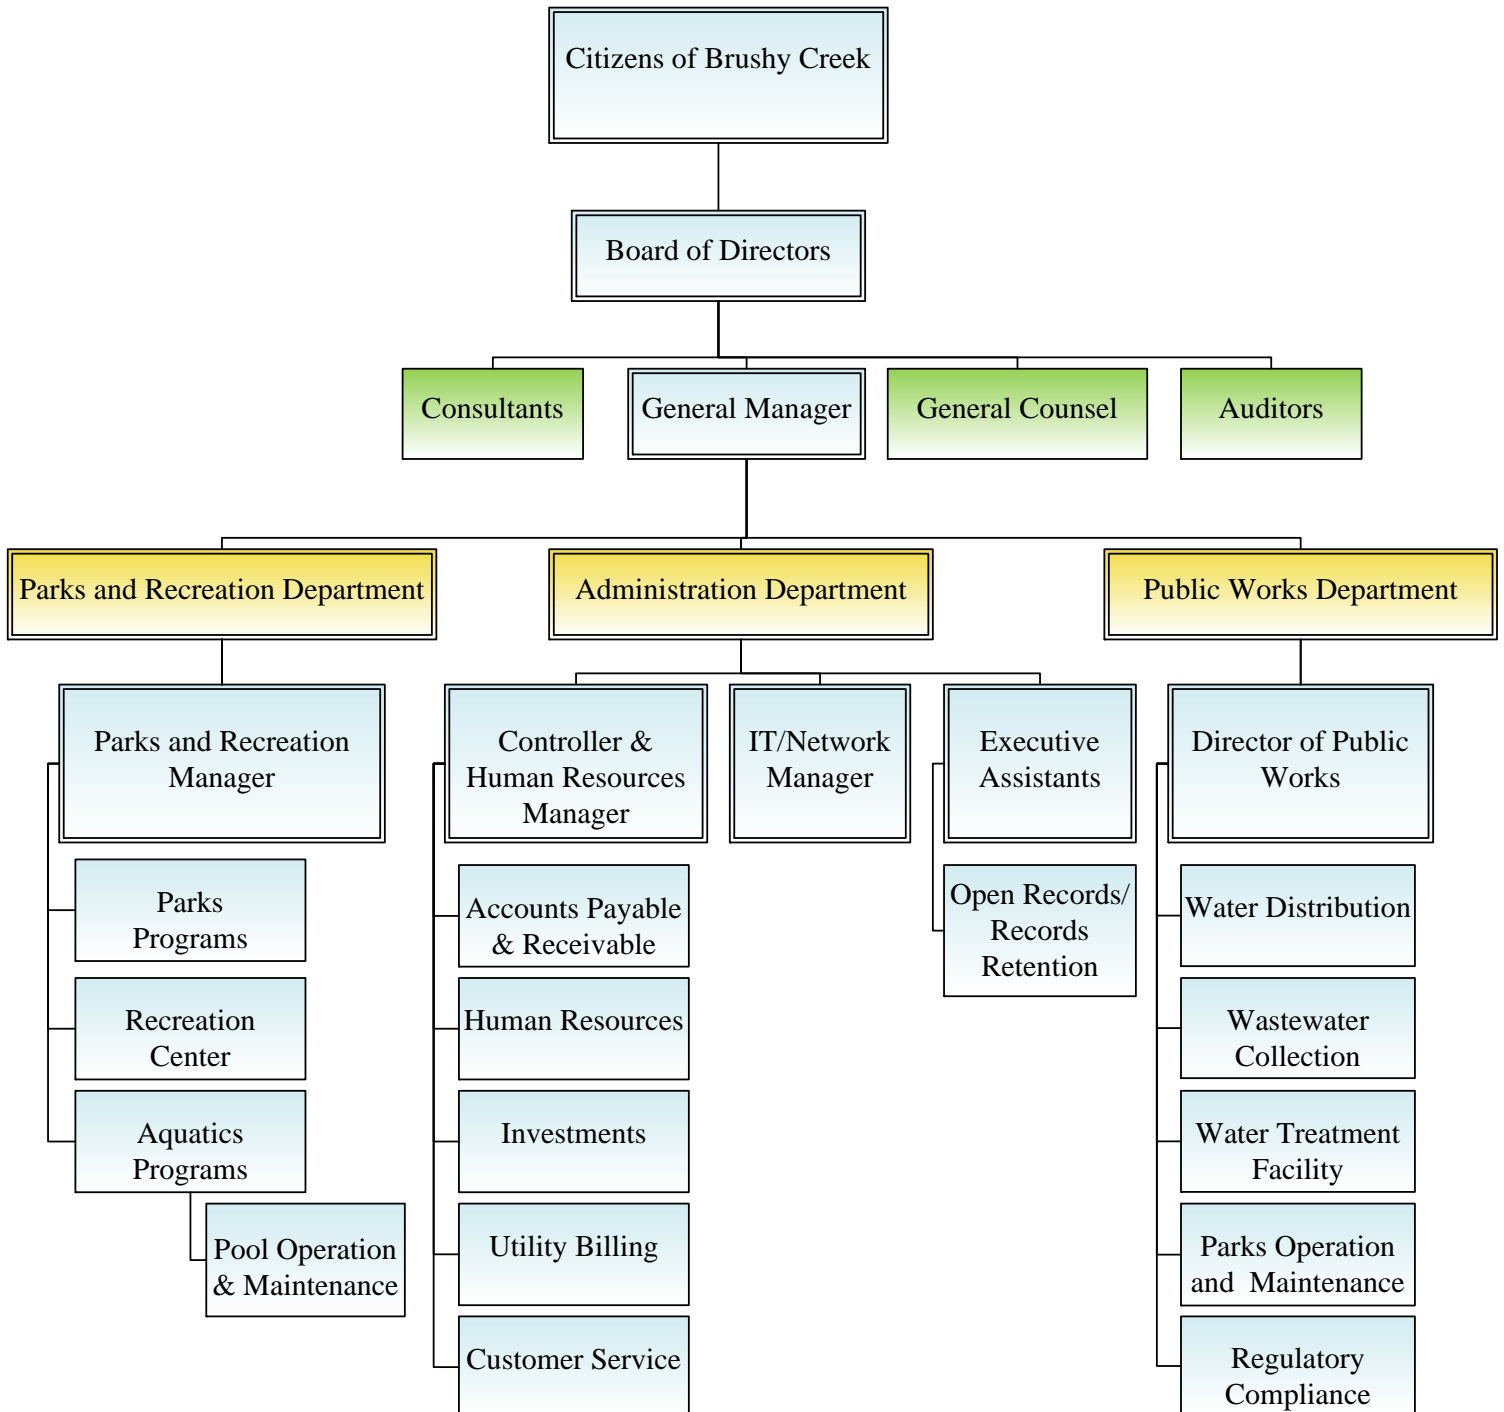 Citizens of Brushy Creek
Board of Directors
Consultants
General Manager
General Counsel
Auditors
Parks and Recreation Department
Administration Department
Public Works Department
Parks and Recreation
Manager
Controller &
Human Resources
Manager
IT/Network
Manager
Executive
Assistants
Director of Public
Works
Parks
Programs
Accounts Payable
& Receivable
Open Records/
Records
Retention
Water Distribution
Recreation
Center
Human Resources
Wastewater
Collection
Aquatics
Programs
Investments
Water Treatment
Facility
Pool Operation
& Maintenance
Utility Billing
Parks Operation
and  Maintenance
Customer Service
Regulatory
Compliance